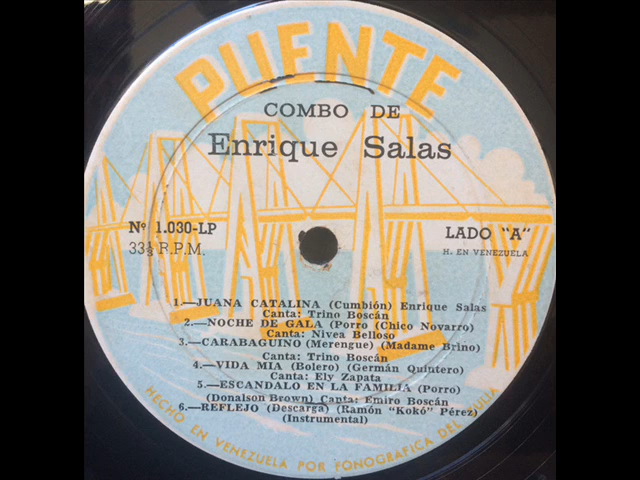 PUENTE
COMBO DE
Enrique Salas
Nº 1.030-LP
33⅓ R.P.M.
LADO "A"
H. EN VENEZUELA
1.—JUANA CATALINA (Cumbión) Enrique Salas
Canta: Trino Boscán
2.—NOCHE DE GALA (Porro (Chico Novarro)
Canta: Nivea Belloso
3.—CARABAGUINO (Merengue) (Madame Brino)
Canta: Trino Boscán
4.—VIDA MIA (Bolero) (Germán Quintero)
Canta: Ely Zapata
5.—ESCANDALO EN LA FAMILIA (Porro)
(Donalson Brown) Canta: Emiro Boscán
6.—REFLEJO (Descarga) (Ramón "Kokó" Pérez)
(Instrumental)
HECHO EN VENEZUELA POR FONOGRAFICA DEL ZULIA